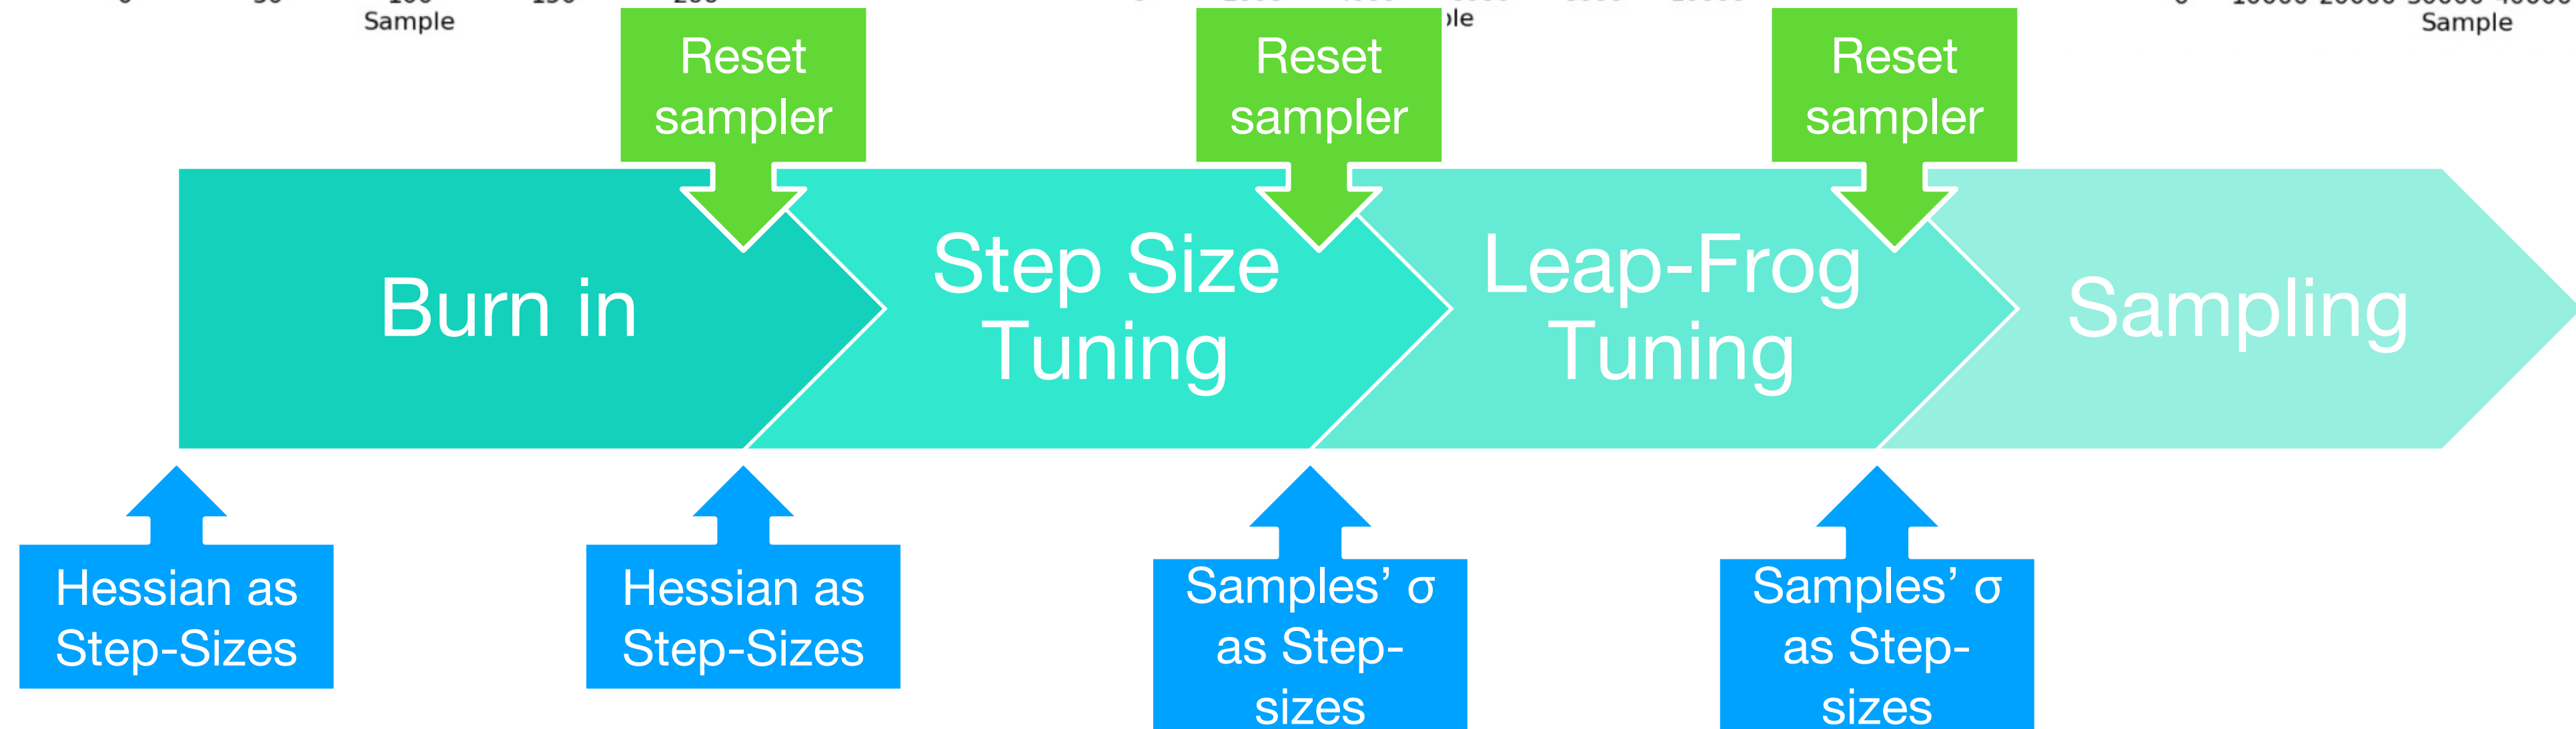 Sample
Sample
Reset
sampler
Reset
sampler
Reset
sampler
Burn in
Step Size
Tuning
Leap-Frog
Tuning
Sampling
Hessian as
Step-Sizes
Hessian as
Step-Sizes
Samples’ σ
as Step-
sizes
Samples’ σ
as Step-
sizes